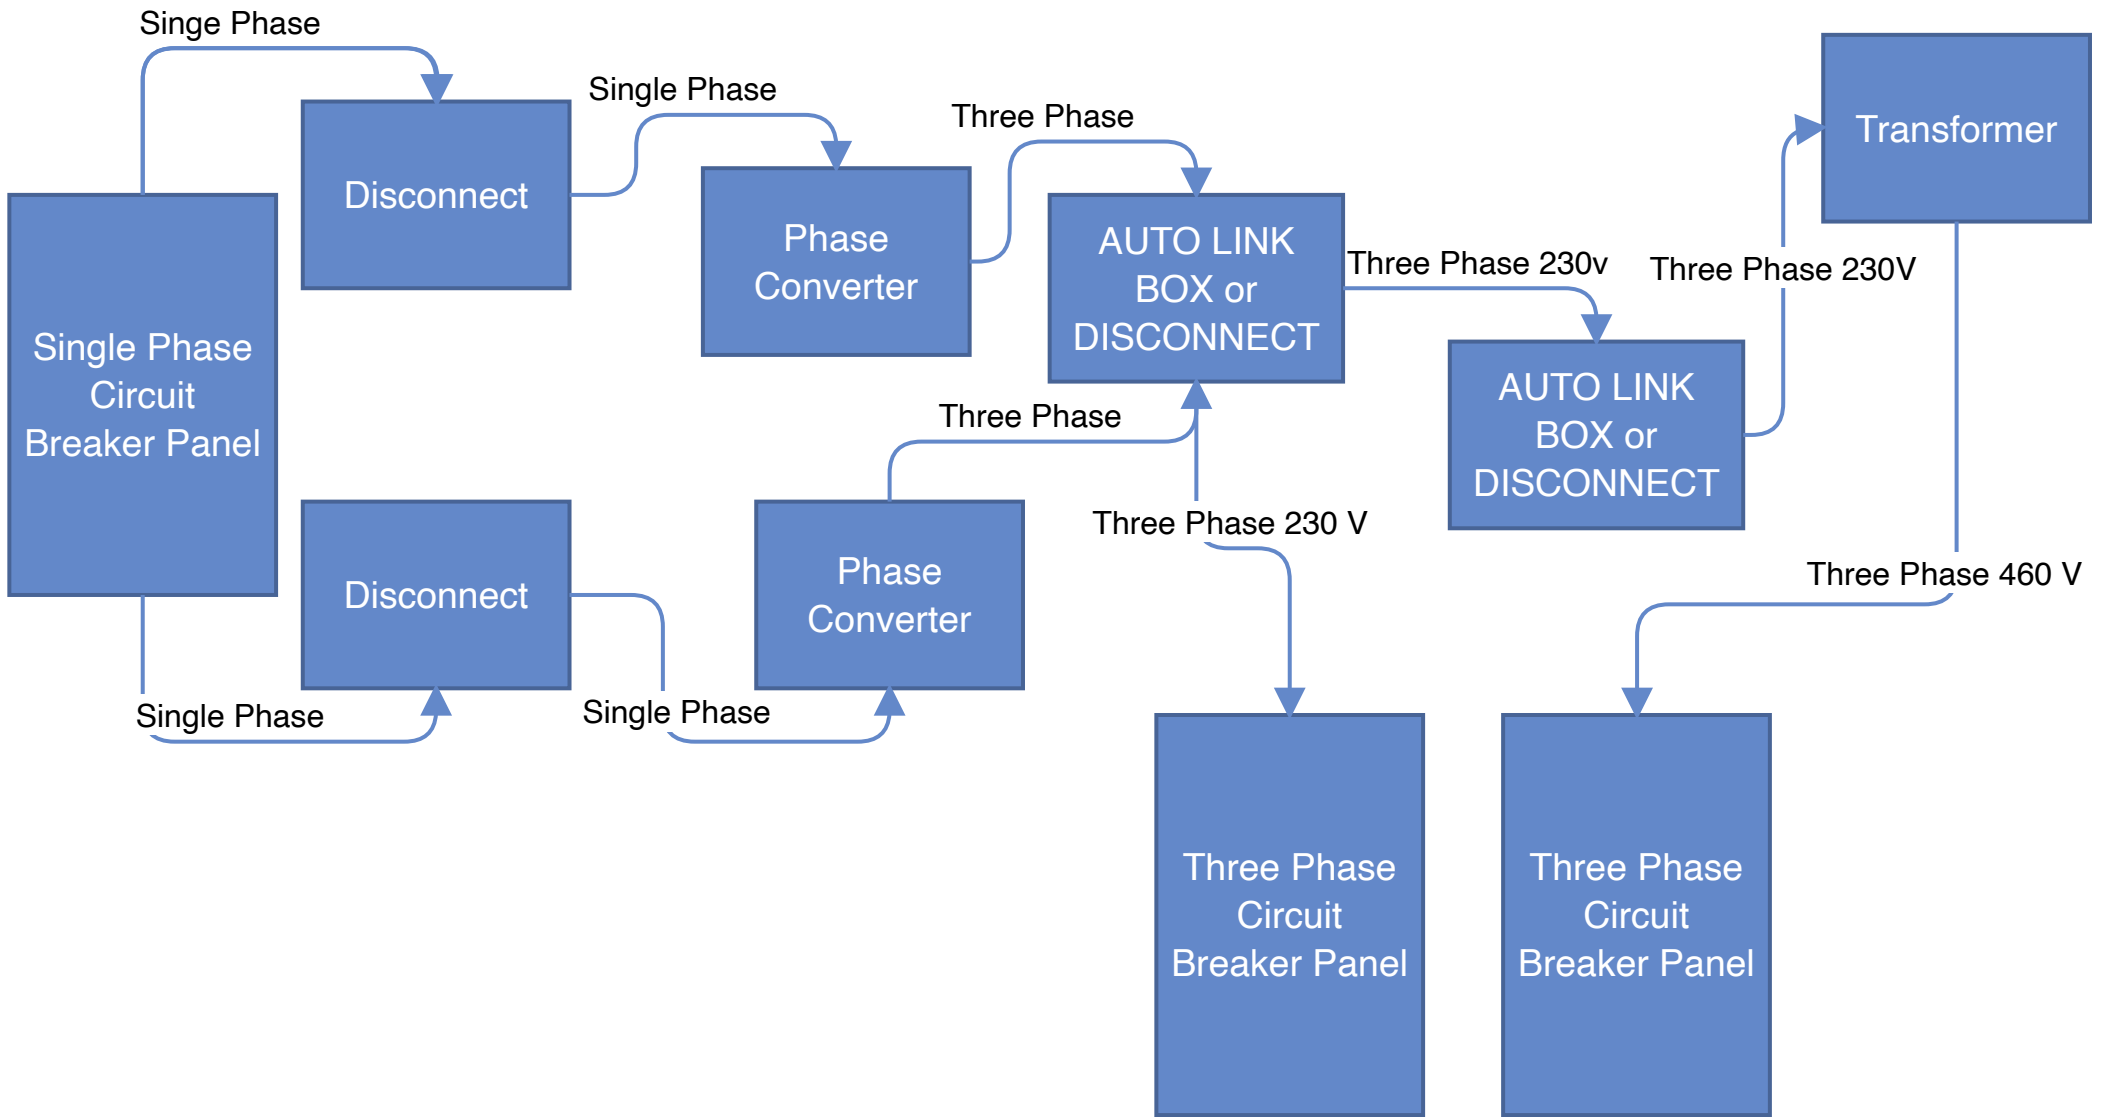 Singe Phase
Single Phase
Three Phase
Transformer
Disconnect
Phase
Converter
AUTO LINK
BOX or
DISCONNECT
Three Phase 230v
Three Phase 230V
Single Phase
Circuit
Breaker Panel
AUTO LINK
BOX or
DISCONNECT
Three Phase
Three Phase 230 V
Disconnect
Phase
Converter
Three Phase 460 V
Single Phase
Single Phase
Three Phase
Circuit
Breaker Panel
Three Phase
Circuit
Breaker Panel